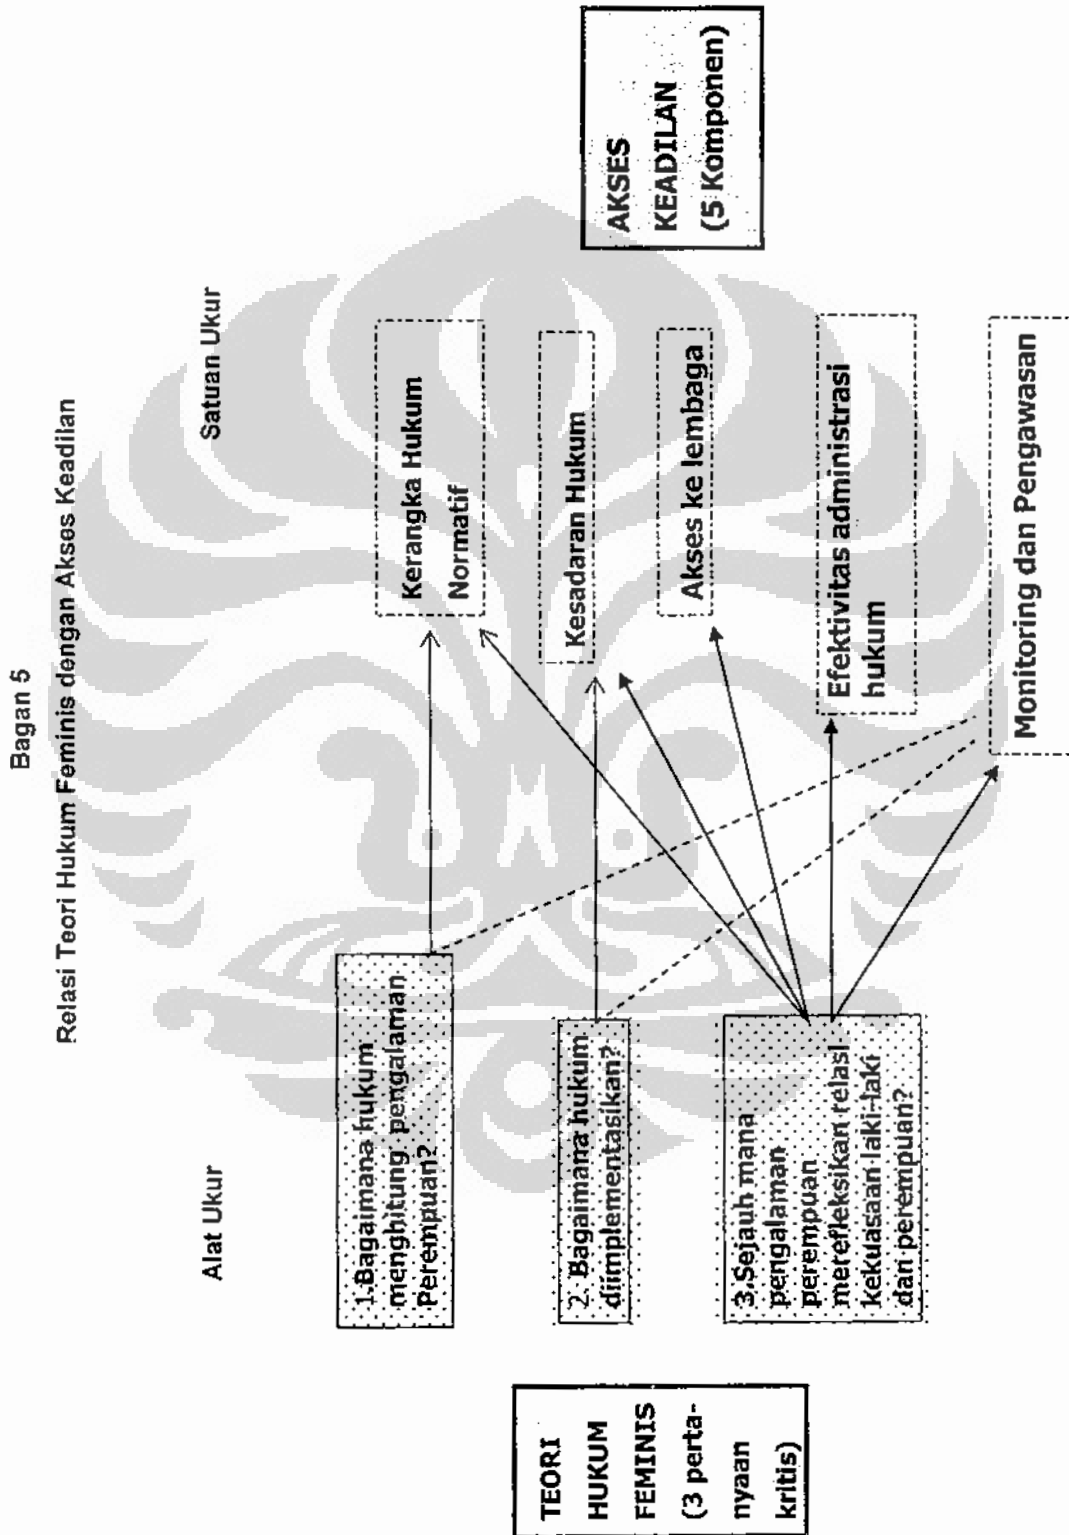 Bagan 5
Relasi Teori Hukum Feminis dengan Akses Keadilan
Alat Ukur
Satuan Ukur
TEORI
HUKUM
FEMINIS
(3 perta-
nyaan
kritis)
1.Bagaimana hukum
menghitung pengalaman
Perempuan?
2. Bagaimana hukum
diimplementasikan?
3.Sejauh mana
pengalaman
perempuan
merefleksikan relasi
kekuasaan laki-laki
dan perempuan?
Kerangka Hukum
Normatif
Kesadaran Hukum
Akses ke lembaga
Efektivitas administrasi
hukum
Monitoring dan Pengawasan
AKSES
KEADILAN
(5 Komponen)